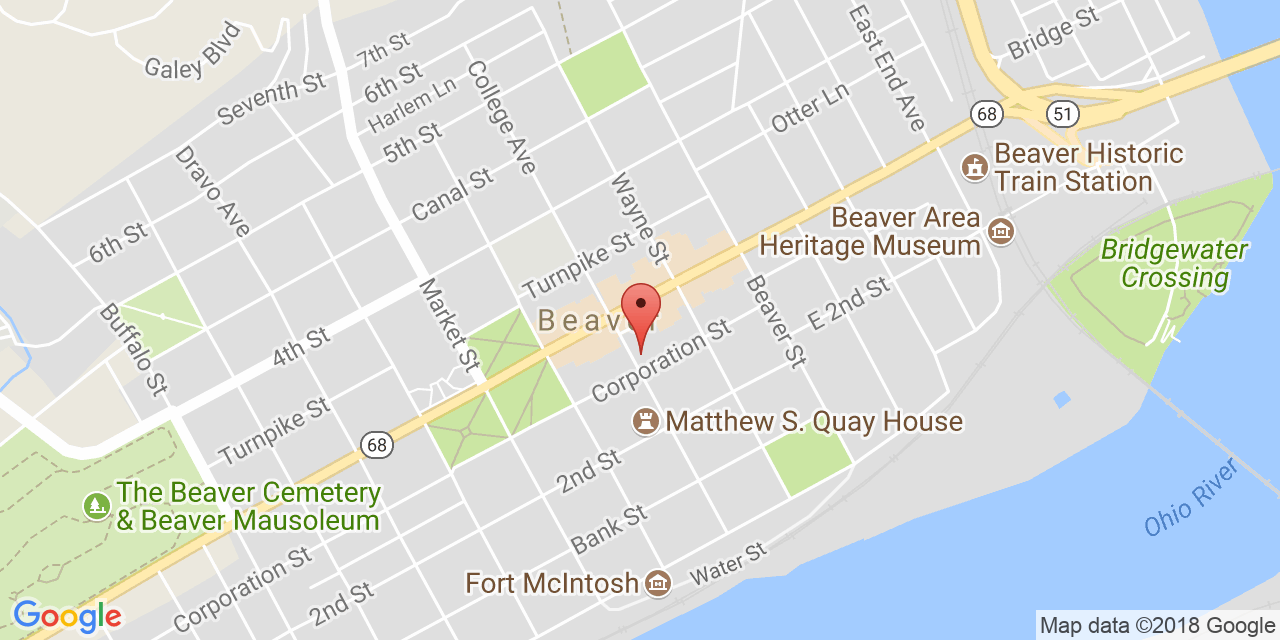 Galey Blvd
7th St
Seventh St
6th St
Harlem Ln
5th St
College Ave
East End Ave
Bridge St
Otter Ln
68
51
Beaver Historic
Train Station
Dravo Ave
Canal St
Wayne St
Beaver Area
Heritage Museum
Bridgewater
Crossing
6th St
Turnpike St
Market St
Beaver St
E 2nd St
Buffalo St
4th St
Beaver
Corporation St
Matthew S. Quay House
Turnpike St
68
2nd St
The Beaver Cemetery
& Beaver Mausoleum
Bank St
Ohio River
Corporation St
2nd St
Fort McIntosh
Water St
Google
Map data ©2018 Google